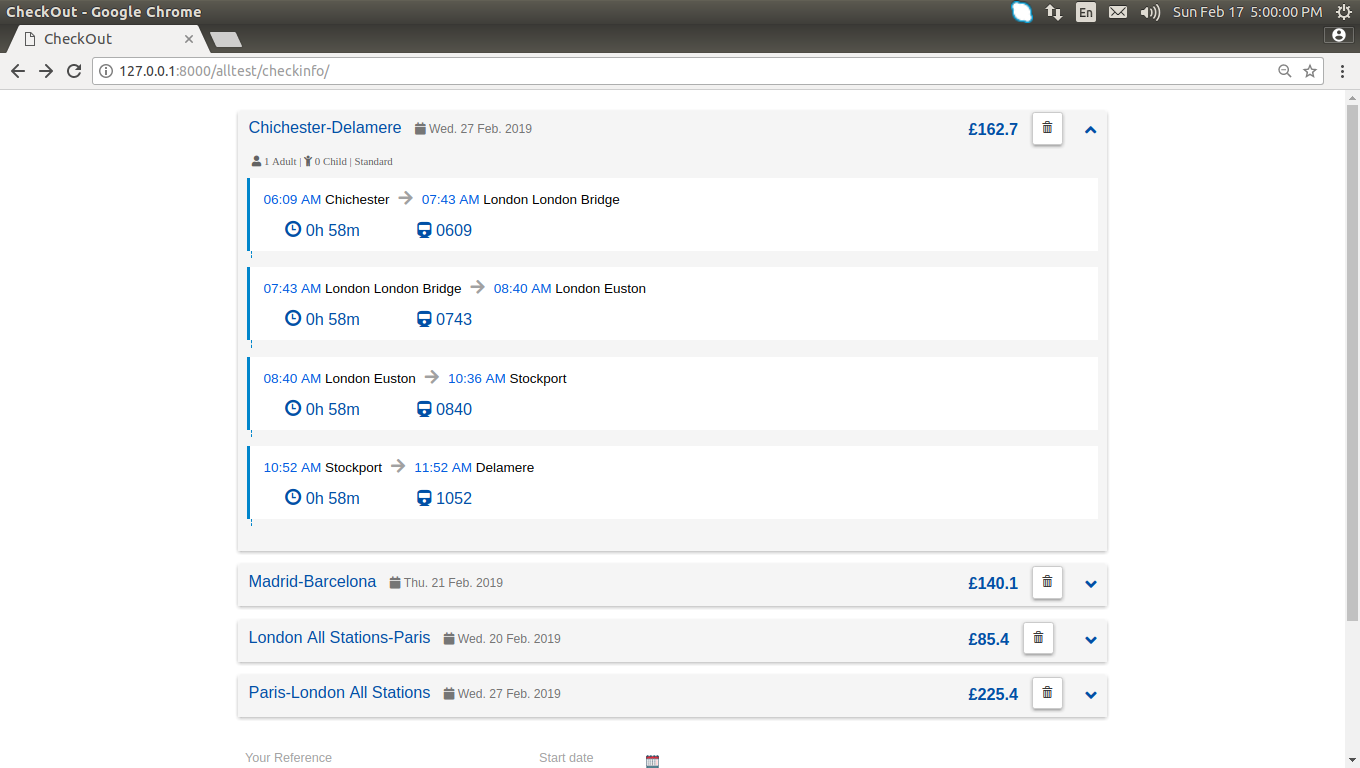 CheckOut - Google Chrome
En
Sun Feb 17 5:00:00 PM
CheckOut
127.0.0.1:8000/alltest/checkinfo/
Chichester-Delamere Wed. 27 Feb. 2019 £162.7
1 Adult | 0 Child | Standard
06:09 AM Chichester 07:43 AM London London Bridge
0h 58m 0609
07:43 AM London London Bridge 08:40 AM London Euston
0h 58m 0743
08:40 AM London Euston 10:36 AM Stockport
0h 58m 0840
10:52 AM Stockport 11:52 AM Delamere
0h 58m 1052
Madrid-Barcelona Thu. 21 Feb. 2019 £140.1
London All Stations-Paris Wed. 20 Feb. 2019 £85.4
Paris-London All Stations Wed. 27 Feb. 2019 £225.4
Your Reference Start date